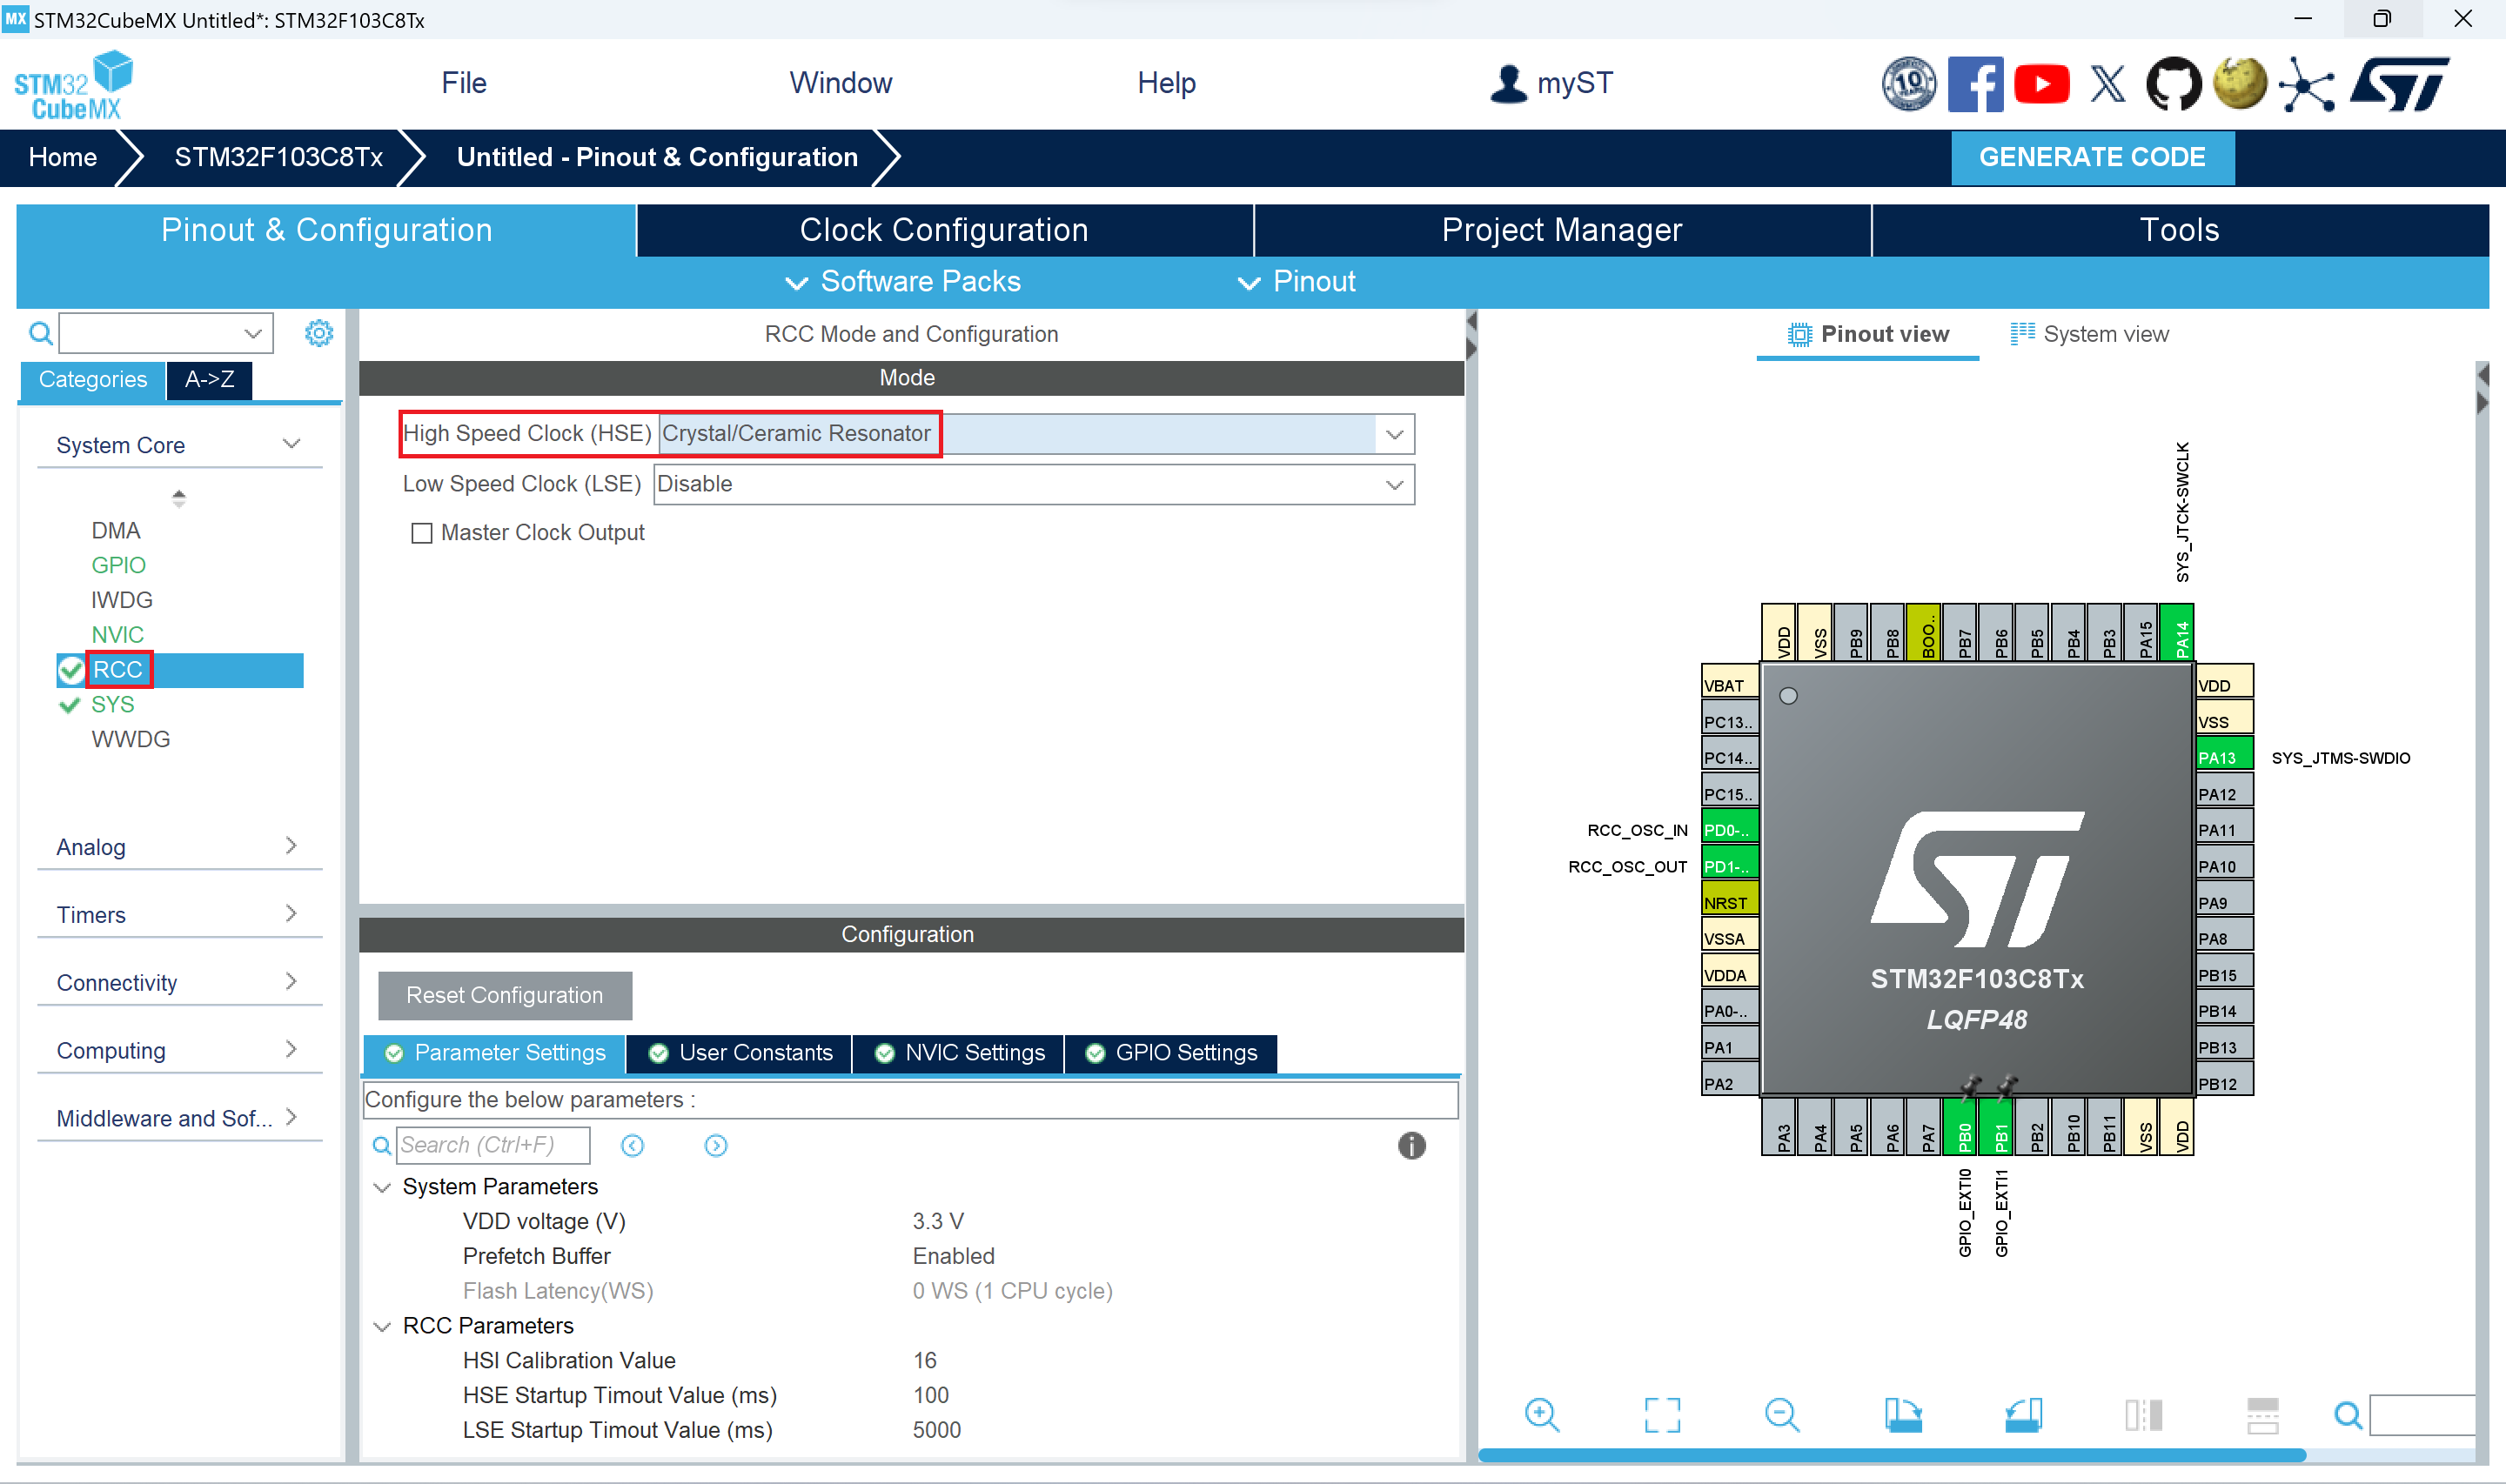 MX STM32CubeMX Untitled*: STM32F103C8Tx
STM32
CubeMX
File
Window
Help
myST
10
Home
STM32F103C8Tx
Untitled - Pinout & Configuration
GENERATE CODE
Pinout & Configuration
Clock Configuration
Project Manager
Tools
Software Packs
Pinout
Categories
A->Z
System Core
DMA
GPIO
IWDG
NVIC
RCC
SYS
WWDG
Analog
Timers
Connectivity
Computing
Middleware and Sof...
RCC Mode and Configuration
Mode
High Speed Clock (HSE) Crystal/Ceramic Resonator
Low Speed Clock (LSE) Disable
Master Clock Output
Configuration
Reset Configuration
Parameter Settings
User Constants
NVIC Settings
GPIO Settings
Configure the below parameters :
Search (Ctrl+F)
System Parameters
VDD voltage (V) 3.3 V
Prefetch Buffer Enabled
Flash Latency(WS) 0 WS (1 CPU cycle)
RCC Parameters
HSI Calibration Value 16
HSE Startup Timout Value (ms) 100
LSE Startup Timout Value (ms) 5000
Pinout view
System view
SYS_JTCK-SWCLK
VDD
VSS
PB9
PB8
BOO..
PB7
PB6
PB5
PB4
PB3
PA15
PA14
VBAT
PC13..
PC14..
PC15..
RCC_OSC_IN PD0-..
RCC_OSC_OUT PD1-..
NRST
VSSA
VDDA
PA0-..
PA1
PA2
STM32F103C8Tx
LQFP48
VDD
VSS
PA13 SYS_JTMS-SWDIO
PA12
PA11
PA10
PA9
PA8
PB15
PB14
PB13
PB12
PA3
PA4
PA5
PA6
PA7
PB0
PB1
PB2
PB10
PB11
VSS
VDD
GPIO_EXTI0
GPIO_EXTI1